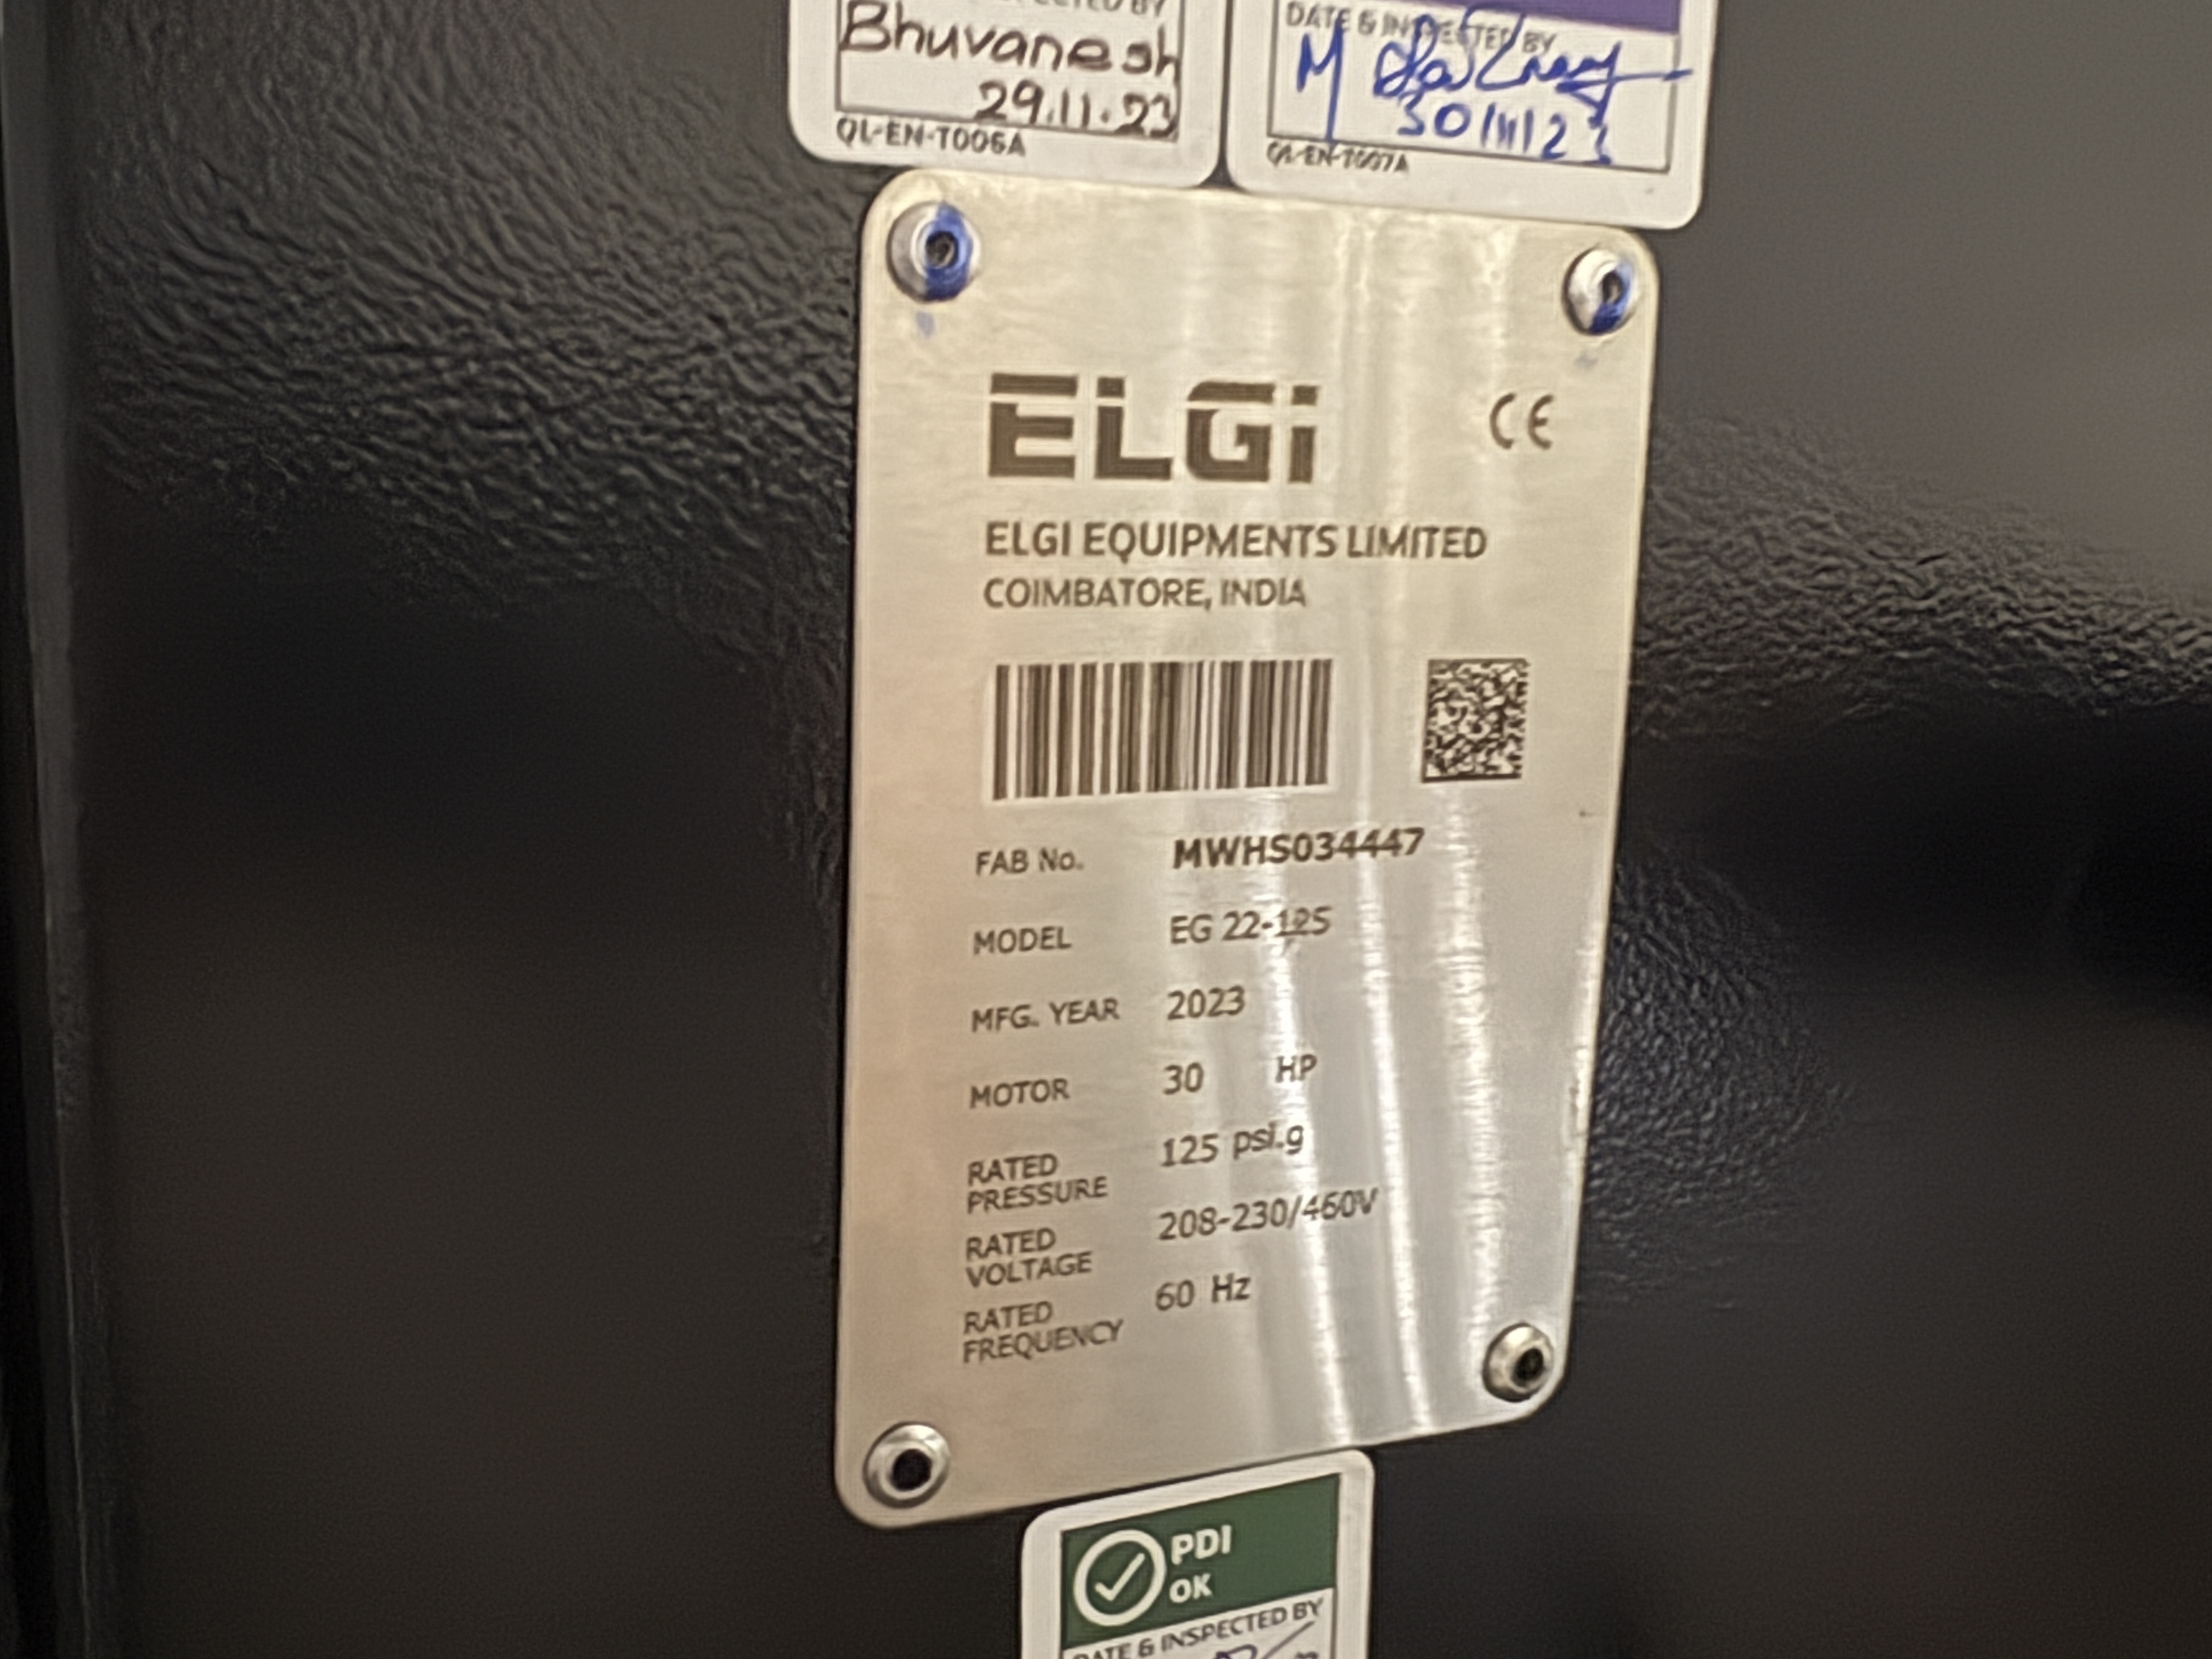 Bhuvanesh
29.11.23
QL-EN-T006A
DATE & INSPECTED BY
M
30/11/23
QL-EN-T007A
ELGi
CE
ELGI EQUIPMENTS LIMITED
COIMBATORE, INDIA
FAB No. MWHS034447
MODEL EG 22-125
MFG. YEAR 2023
MOTOR 30 HP
RATED PRESSURE 125 psi.g
RATED VOLTAGE 208-230/460V
RATED FREQUENCY 60 Hz
PDI
OK
DATE & INSPECTED BY